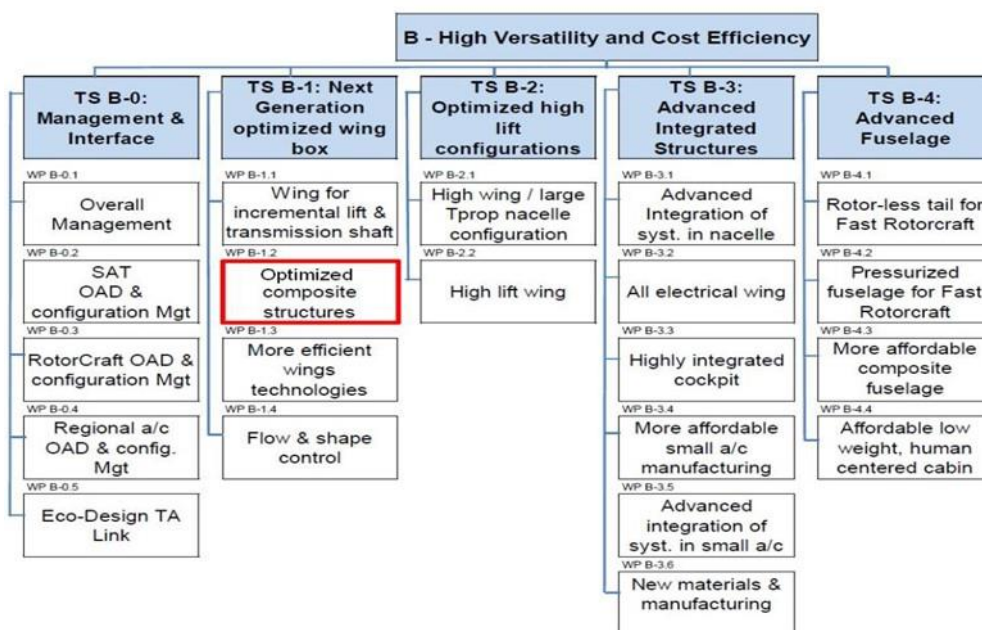 B - High Versatility and Cost Efficiency
TS B-0:
Management &
Interface
WP B-0.1
Overall
Management
WP B-0.2
SAT
OAD &
configuration Mgt
WP B-0.3
RotorCraft OAD &
configuration Mgt
WP B-0.4
Regional a/c
OAD & config.
Mgt
WP B-0.5
Eco-Design TA
Link
TS B-1: Next
Generation
optimized wing
box
WP B-1.1
Wing for
incremental lift &
transmission shaft
WP B-1.2
Optimized
composite
structures
WP B-1.3
More efficient
wings
technologies
WP B-1.4
Flow & shape
control
TS B-2:
Optimized high
lift
configurations
WP B-2.1
High wing / large
Tprop nacelle
configuration
WP B-2.2
High lift wing
TS B-3:
Advanced
Integrated
Structures
WP B-3.1
Advanced
Integration of
syst. in nacelle
WP B-3.2
All electrical wing
WP B-3.3
Highly integrated
cockpit
WP B-3.4
More affordable
small a/c
manufacturing
WP B-3.5
Advanced
integration of
syst. in small a/c
WP B-3.6
New materials &
manufacturing
TS B-4:
Advanced
Fuselage
WP B-4.1
Rotor-less tail for
Fast Rotorcraft
WP B-4.2
Pressurized
fuselage for Fast
Rotorcraft
WP B-4.3
More affordable
composite
fuselage
WP B-4.4
Affordable low
weight, human
centered cabin